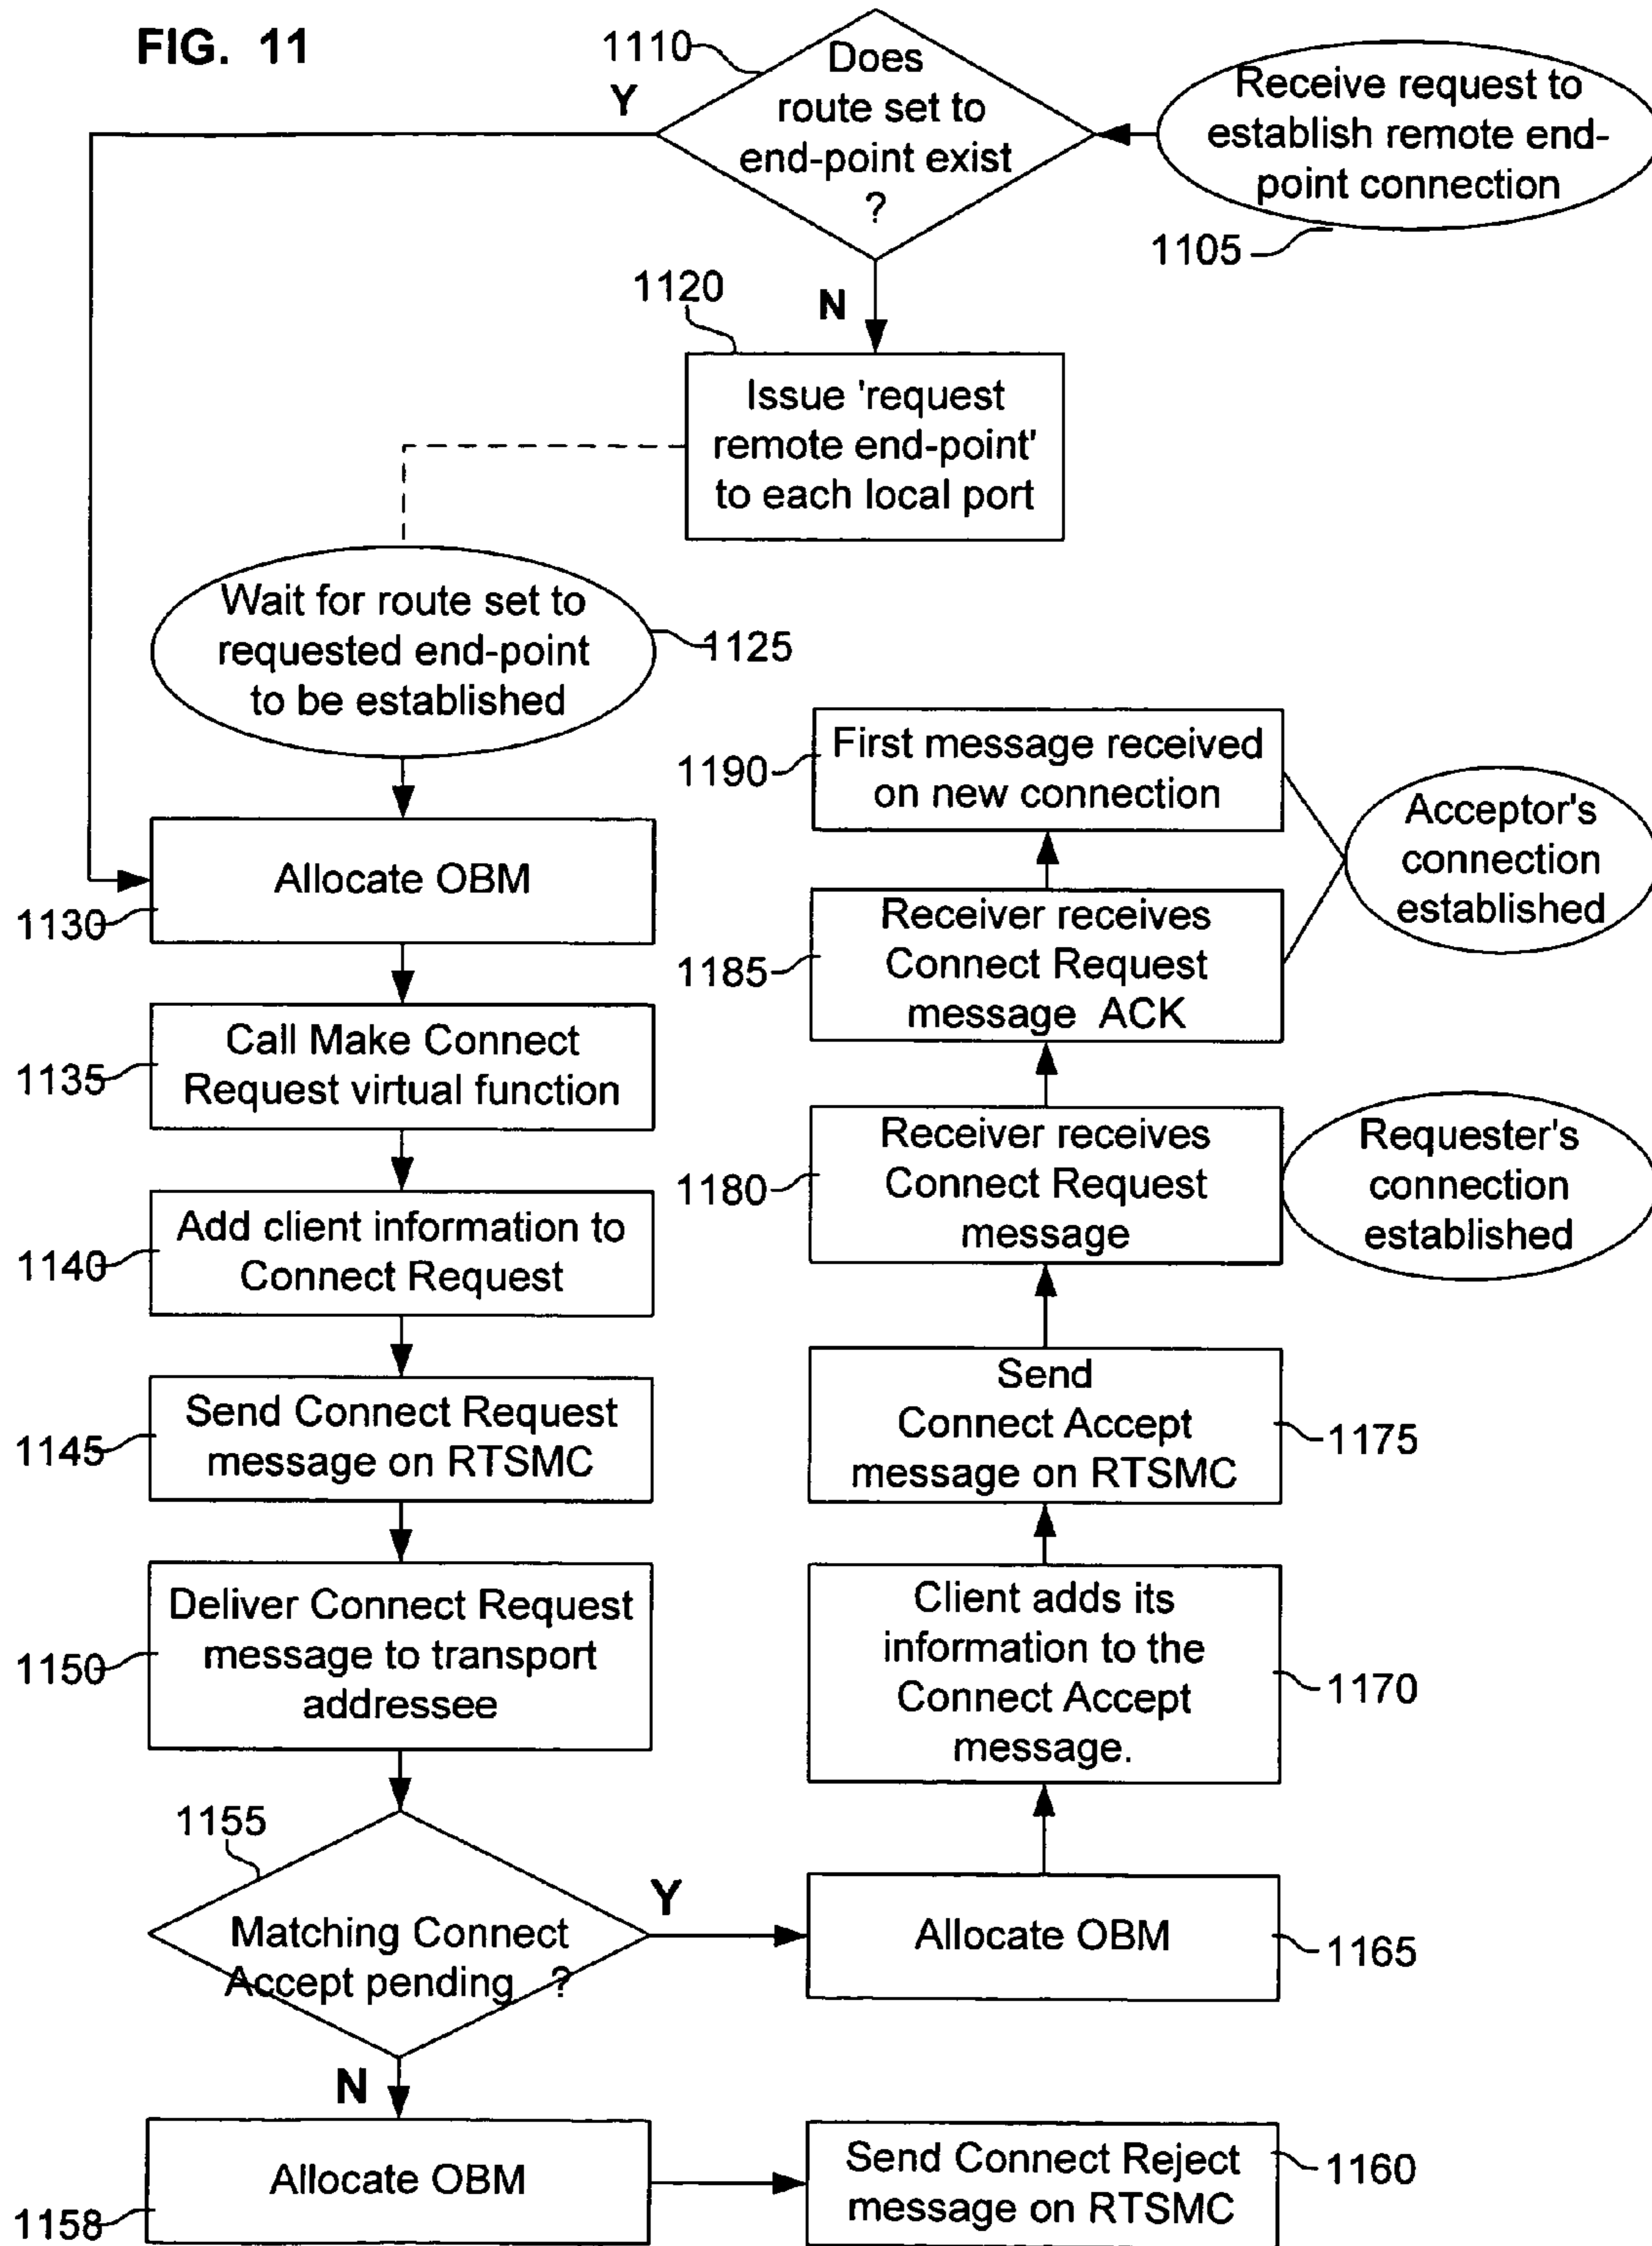 FIG. 11
1110
Does
route set to
end-point exist
?
Y
Receive request to
establish remote end-
point connection
1105
N
1120
Issue 'request
remote end-point'
to each local port
Wait for route set to
requested end-point
to be established
1125
Allocate OBM
1130
Call Make Connect
Request virtual function
1135
Add client information to
Connect Request
1140
Send Connect Request
message on RTSMC
1145
Deliver Connect Request
message to transport
addressee
1150
1155
Matching Connect
Accept pending ?
Y
N
Allocate OBM
1158
Send Connect Reject
message on RTSMC
1160
Allocate OBM
1165
Client adds its
information to the
Connect Accept
message.
1170
Send
Connect Accept
message on RTSMC
1175
Receiver receives
Connect Request
message
1180
Requester's
connection
established
Receiver receives
Connect Request
message ACK
1185
First message received
on new connection
1190
Acceptor's
connection
established